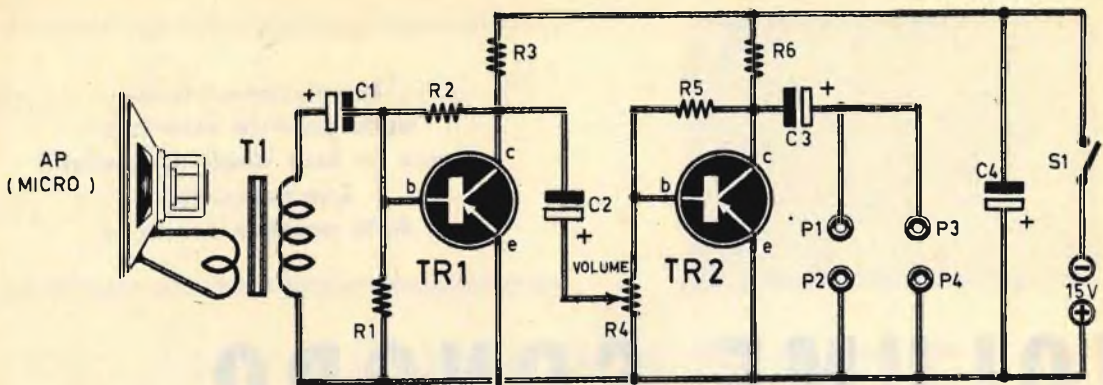 AP
(MICRO)
T1
+
C1
R2
R3
b
c
e
TR1
R1
C2
+
VOLUME
R4
R5
R6
b
c
e
TR2
C3
+
P1
P2
P3
P4
C4
+
S1
−
15V
+